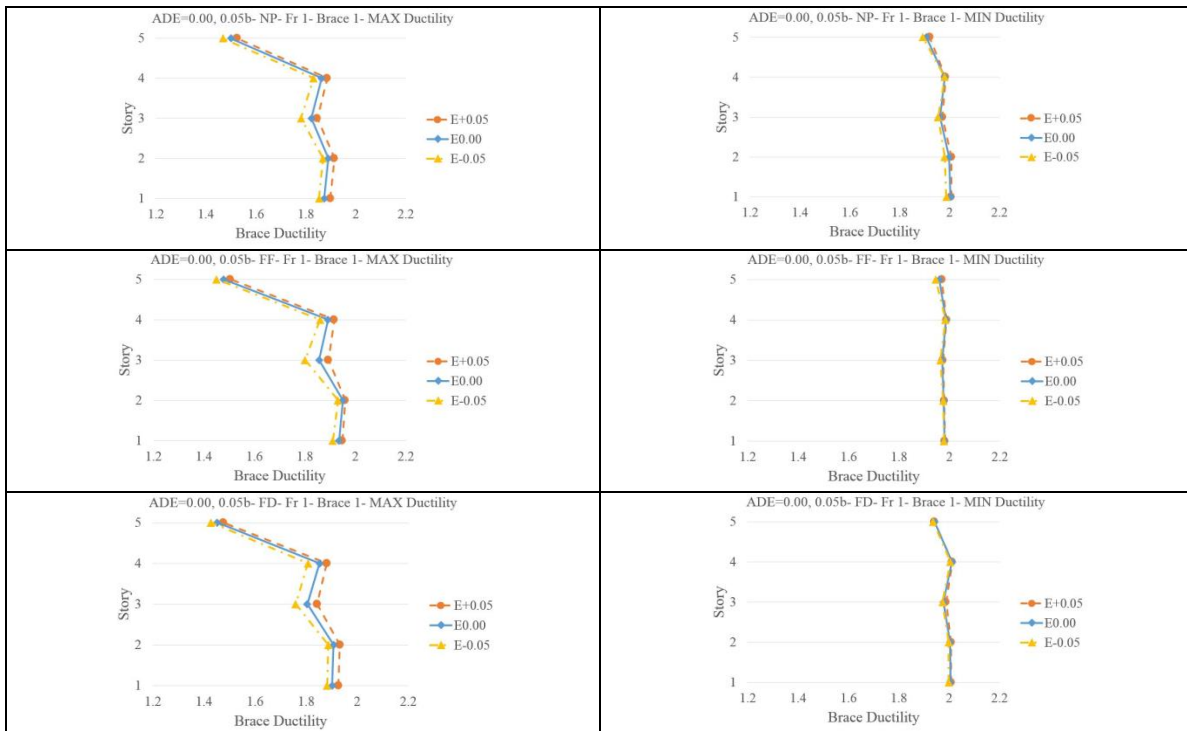 ADE=0.00, 0.05b- NP- Fr 1- Brace 1- MAX Ductility
5
4
3
2
1
Story
1.2 1.4 1.6 1.8 2 2.2
Brace Ductility
E+0.05
E0.00
E-0.05
ADE=0.00, 0.05b- NP- Fr 1- Brace 1- MIN Ductility
5
4
3
2
1
Story
1.2 1.4 1.6 1.8 2 2.2
Brace Ductility
E+0.05
E0.00
E-0.05
ADE=0.00, 0.05b- FF- Fr 1- Brace 1- MAX Ductility
5
4
3
2
1
Story
1.2 1.4 1.6 1.8 2 2.2
Brace Ductility
E+0.05
E0.00
E-0.05
ADE=0.00, 0.05b- FF- Fr 1- Brace 1- MIN Ductility
5
4
3
2
1
Story
1.2 1.4 1.6 1.8 2 2.2
Brace Ductility
E+0.05
E0.00
E-0.05
ADE=0.00, 0.05b- FD- Fr 1- Brace 1- MAX Ductility
5
4
3
2
1
Story
1.2 1.4 1.6 1.8 2 2.2
Brace Ductility
E+0.05
E0.00
E-0.05
ADE=0.00, 0.05b- FD- Fr 1- Brace 1- MIN Ductility
5
4
3
2
1
Story
1.2 1.4 1.6 1.8 2 2.2
Brace Ductility
E+0.05
E0.00
E-0.05